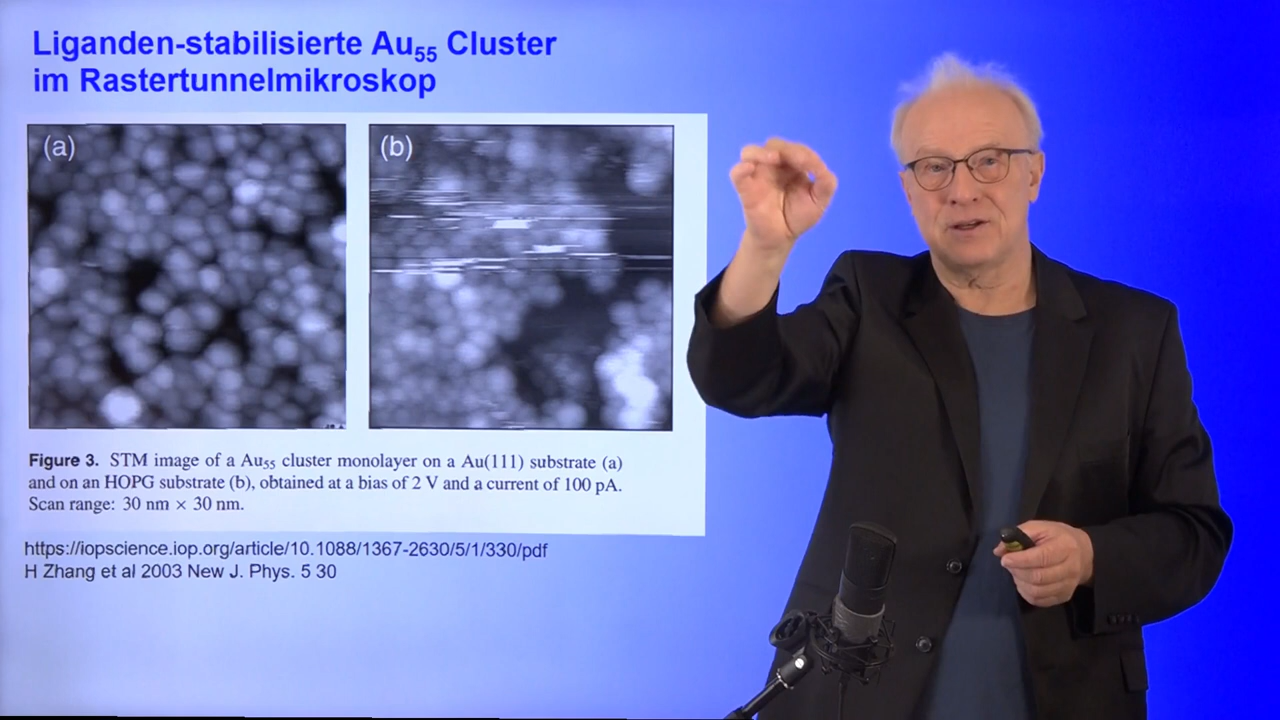 Liganden-stabilisierte Au₅₅ Cluster
im Rastertunnelmikroskop
(a)
(b)
Figure 3. STM image of a Au₅₅ cluster monolayer on a Au(111) substrate (a)
and on an HOPG substrate (b), obtained at a bias of 2 V and a current of 100 pA.
Scan range: 30 nm × 30 nm.
https://iopscience.iop.org/article/10.1088/1367-2630/5/1/330/pdf
H Zhang et al 2003 New J. Phys. 5 30